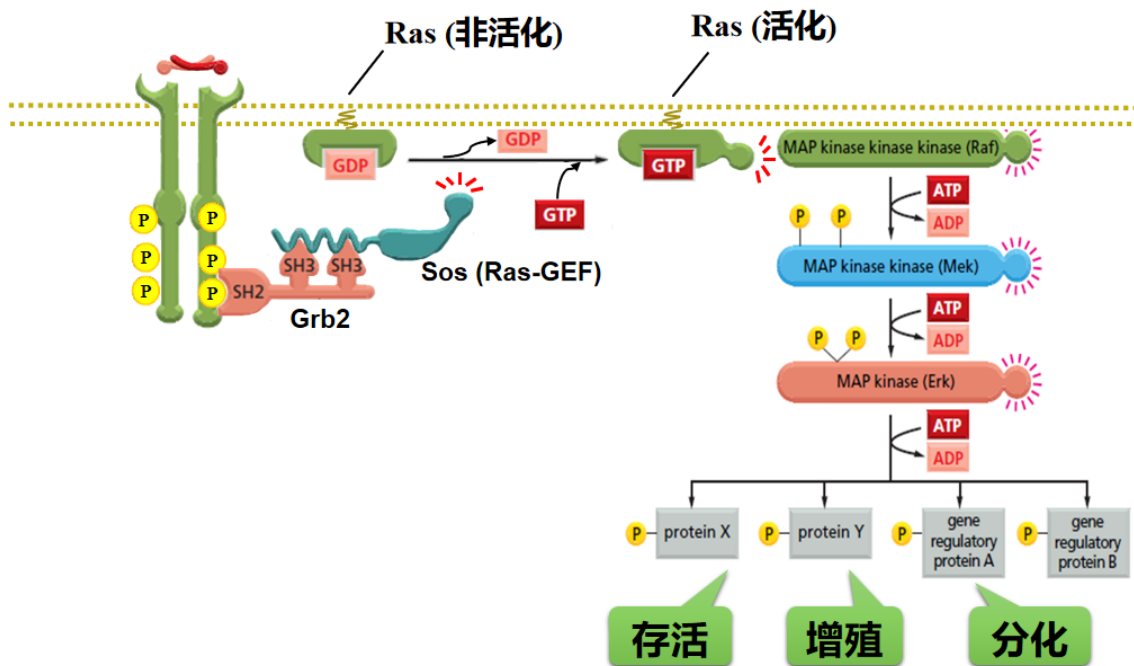 Ras (非活化)
Ras (活化)
GDP
GDP
GTP
GTP
MAP kinase kinase kinase (Raf)
ATP
ADP
P
P
P
P
P
P
SH2
SH3
SH3
Grb2
Sos (Ras-GEF)
P
P
MAP kinase kinase (Mek)
ATP
ADP
P
P
MAP kinase (Erk)
ATP
ADP
P
protein X
P
protein Y
P
gene
regulatory
protein A
P
gene
regulatory
protein B
存活
增殖
分化